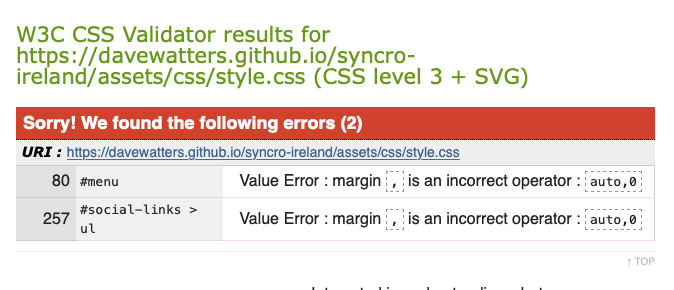 W3C CSS Validator results for
https://davewatters.github.io/syncro-
ireland/assets/css/style.css (CSS level 3 + SVG)
Sorry! We found the following errors (2)
URI : https://davewatters.github.io/syncro-ireland/assets/css/style.css
80 #menu Value Error : margin , is an incorrect operator : auto,0
257 #social-links > ul Value Error : margin , is an incorrect operator : auto,0
↑ TOP